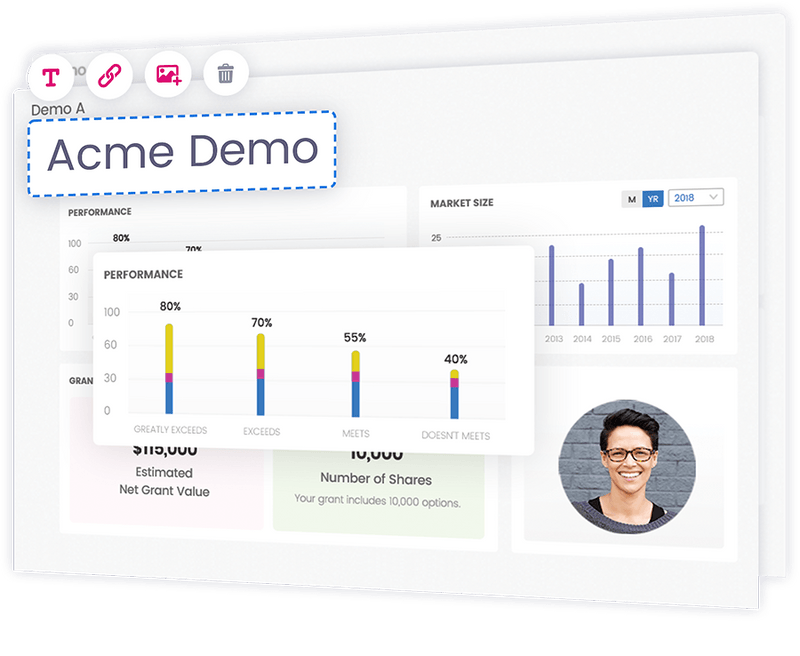 T
Demo A
Acme Demo
PERFORMANCE
100
60
30
0
80%
70%
MARKET SIZE
M
YR
2018
25
2013
2014
2015
2016
2017
2018
PERFORMANCE
100
60
30
0
80%
70%
55%
40%
GREATLY EXCEEDS
EXCEEDS
MEETS
DOESN'T MEETS
GRAN
$115,000
Estimated
Net Grant Value
10,000
Number of Shares
Your grant includes 10,000 options.